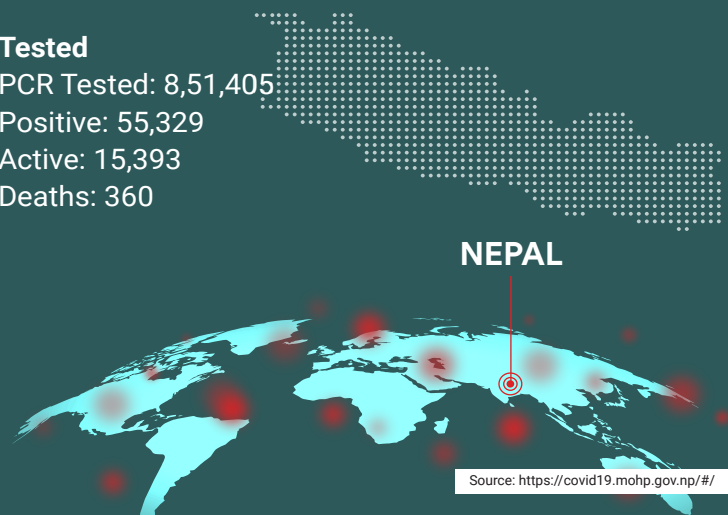 Tested
PCR Tested: 8,51,405
Positive: 55,329
Active: 15,393
Deaths: 360
NEPAL
Source: https://covid19.mohp.gov.np/#/